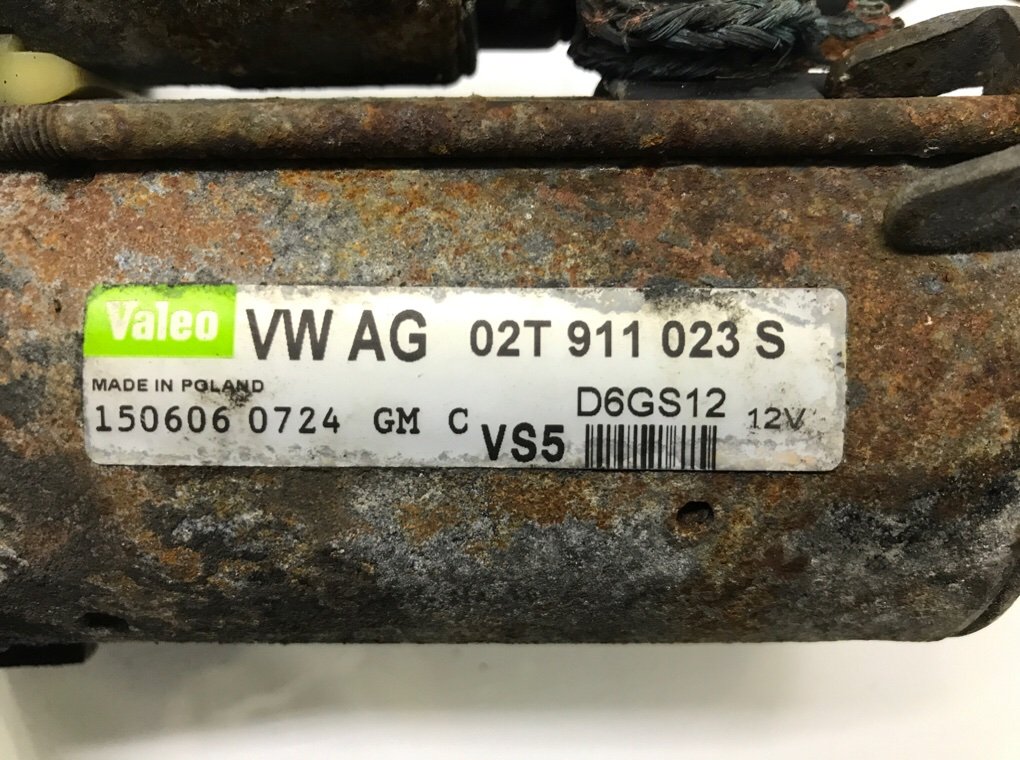 Valeo VW AG 02T 911 023 S
MADE IN POLAND
150606 0724 GM C VS5 D6GS12 12V